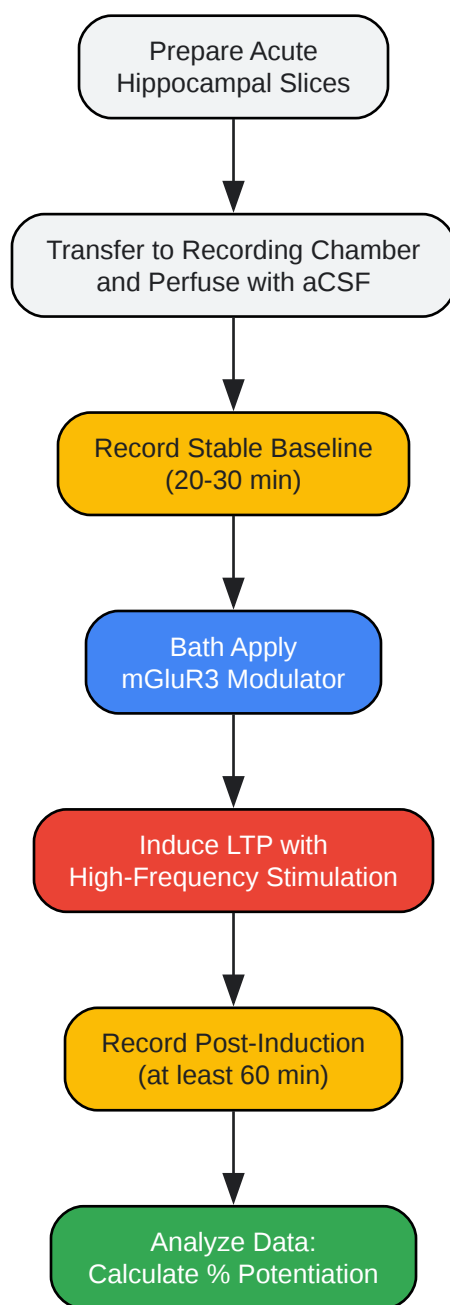 Prepare Acute
Hippocampal Slices
Transfer to Recording Chamber
and Perfuse with aCSF
Record Stable Baseline
(20-30 min)
Bath Apply
mGluR3 Modulator
Induce LTP with
High-Frequency Stimulation
Record Post-Induction
(at least 60 min)
Analyze Data:
Calculate % Potentiation